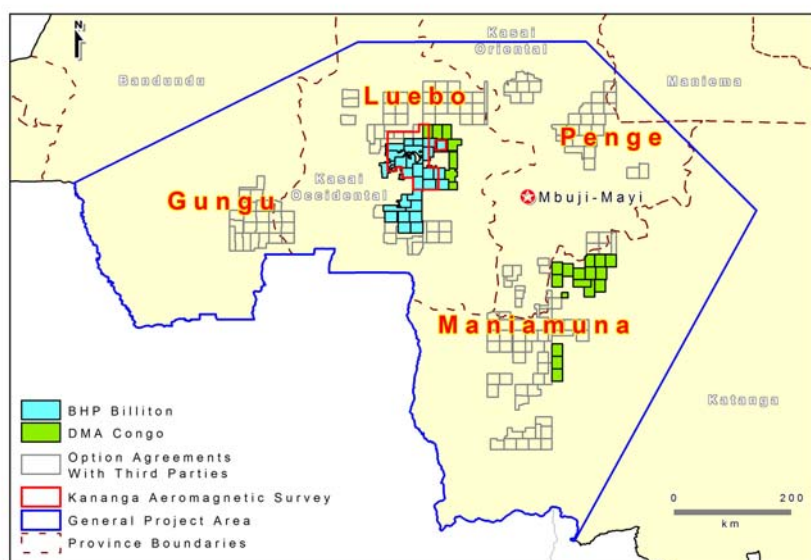 N
Kasai
Oriental
Bandundu
Maniema
Luebo
Penge
Kasai
Occidental
Gungu
Mbuji-Mayi
Maniamuna
Katanga
BHP Billiton
DMA Congo
Option Agreements
With Third Parties
Kananga Aeromagnetic Survey
General Project Area
Province Boundaries
0 200
km